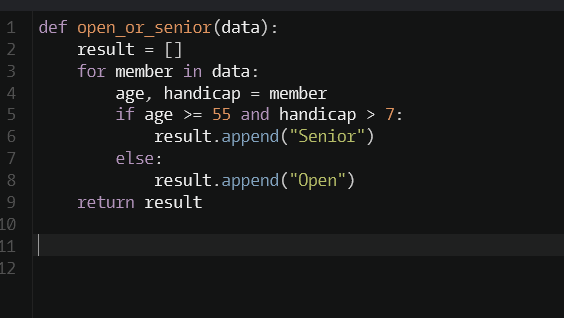 1 def open_or_senior(data):
2     result = []
3     for member in data:
4         age, handicap = member
5         if age >= 55 and handicap > 7:
6             result.append("Senior")
7         else:
8             result.append("Open")
9     return result
10
11
12